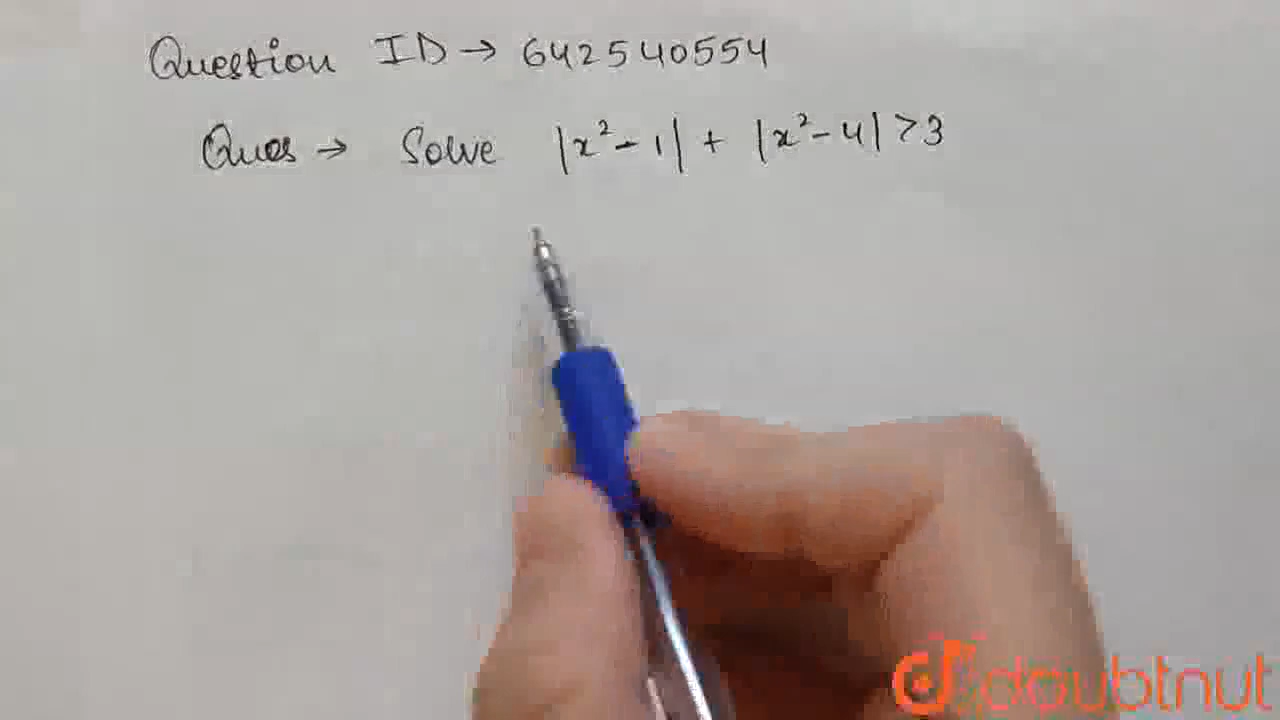 Question ID → 642540554
Ques → Solve |x² - 1| + |x² - 4| > 3
doubtnut